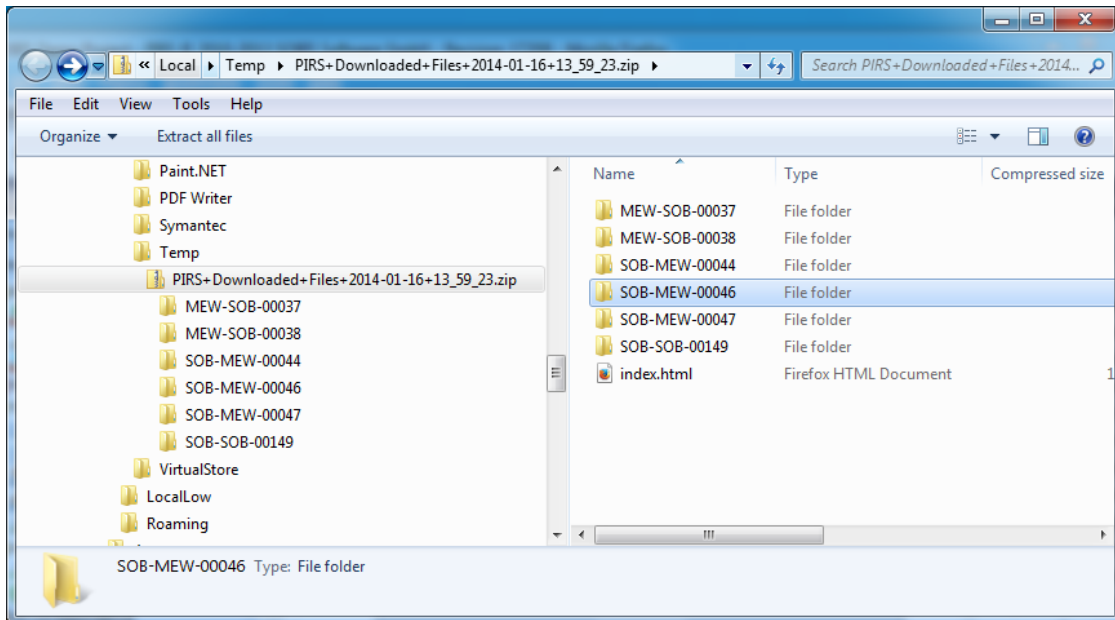 « Local Temp PIRS+Downloaded+Files+2014-01-16+13_59_23.zip Search PIRS+Downloaded+Files+2014...
File Edit View Tools Help
Organize Extract all files
Paint.NET
PDF Writer
Symantec
Temp
PIRS+Downloaded+Files+2014-01-16+13_59_23.zip
MEW-SOB-00037
MEW-SOB-00038
SOB-MEW-00044
SOB-MEW-00046
SOB-MEW-00047
SOB-SOB-00149
VirtualStore
LocalLow
Roaming
Name Type Compressed size
MEW-SOB-00037 File folder
MEW-SOB-00038 File folder
SOB-MEW-00044 File folder
SOB-MEW-00046 File folder
SOB-MEW-00047 File folder
SOB-SOB-00149 File folder
index.html Firefox HTML Document 1
SOB-MEW-00046 Type: File folder